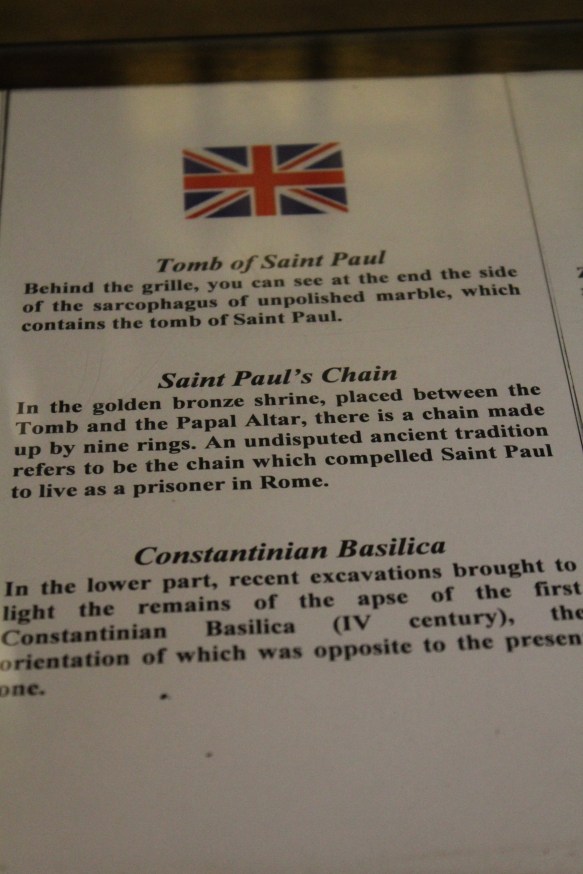 Tomb of Saint Paul
Behind the grille, you can see at the end the side
of the sarcophagus of unpolished marble, which
contains the tomb of Saint Paul.
Saint Paul's Chain
In the golden bronze shrine, placed between the
Tomb and the Papal Altar, there is a chain made
up by nine rings. An undisputed ancient tradition
refers to be the chain which compelled Saint Paul
to live as a prisoner in Rome.
Constantinian Basilica
In the lower part, recent excavations brought to
light the remains of the apse of the first
Constantinian Basilica (IV century), the
orientation of which was opposite to the present
one.